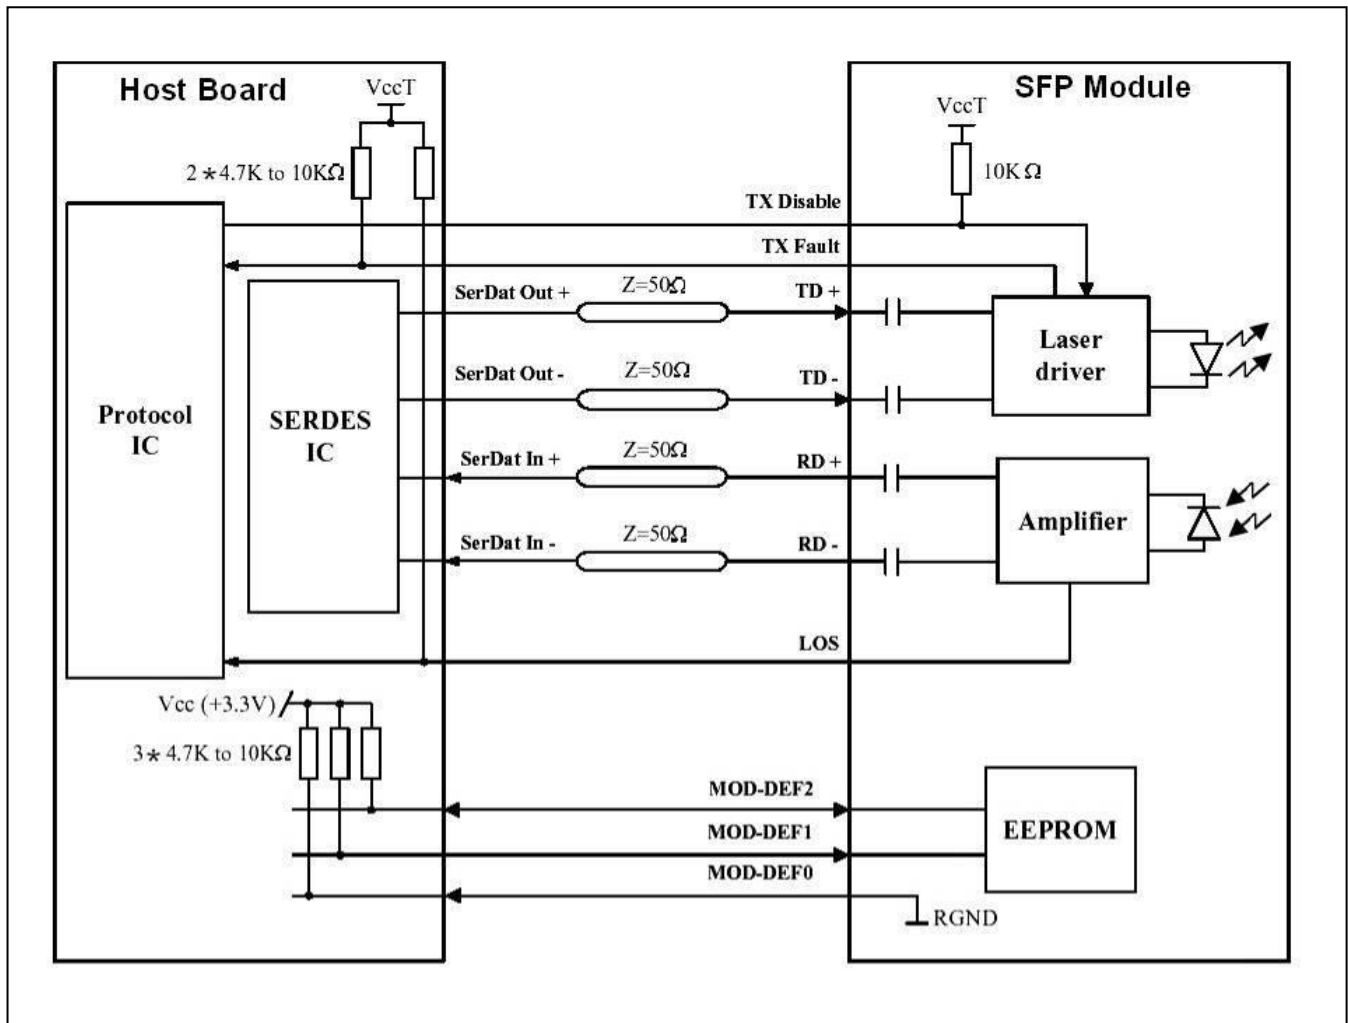 Host Board
SFP Module
VccT
VccT
2*4.7K to 10KΩ
10KΩ
TX Disable
TX Fault
SerDat Out +
Z=50Ω
TD +
Laser
driver
SerDat Out -
Z=50Ω
TD -
Protocol
IC
SERDES
IC
SerDat In +
Z=50Ω
RD +
Amplifier
SerDat In -
Z=50Ω
RD -
LOS
Vcc (+3.3V)
3* 4.7K to 10KΩ
MOD-DEF2
MOD-DEF1
MOD-DEF0
EEPROM
RGND